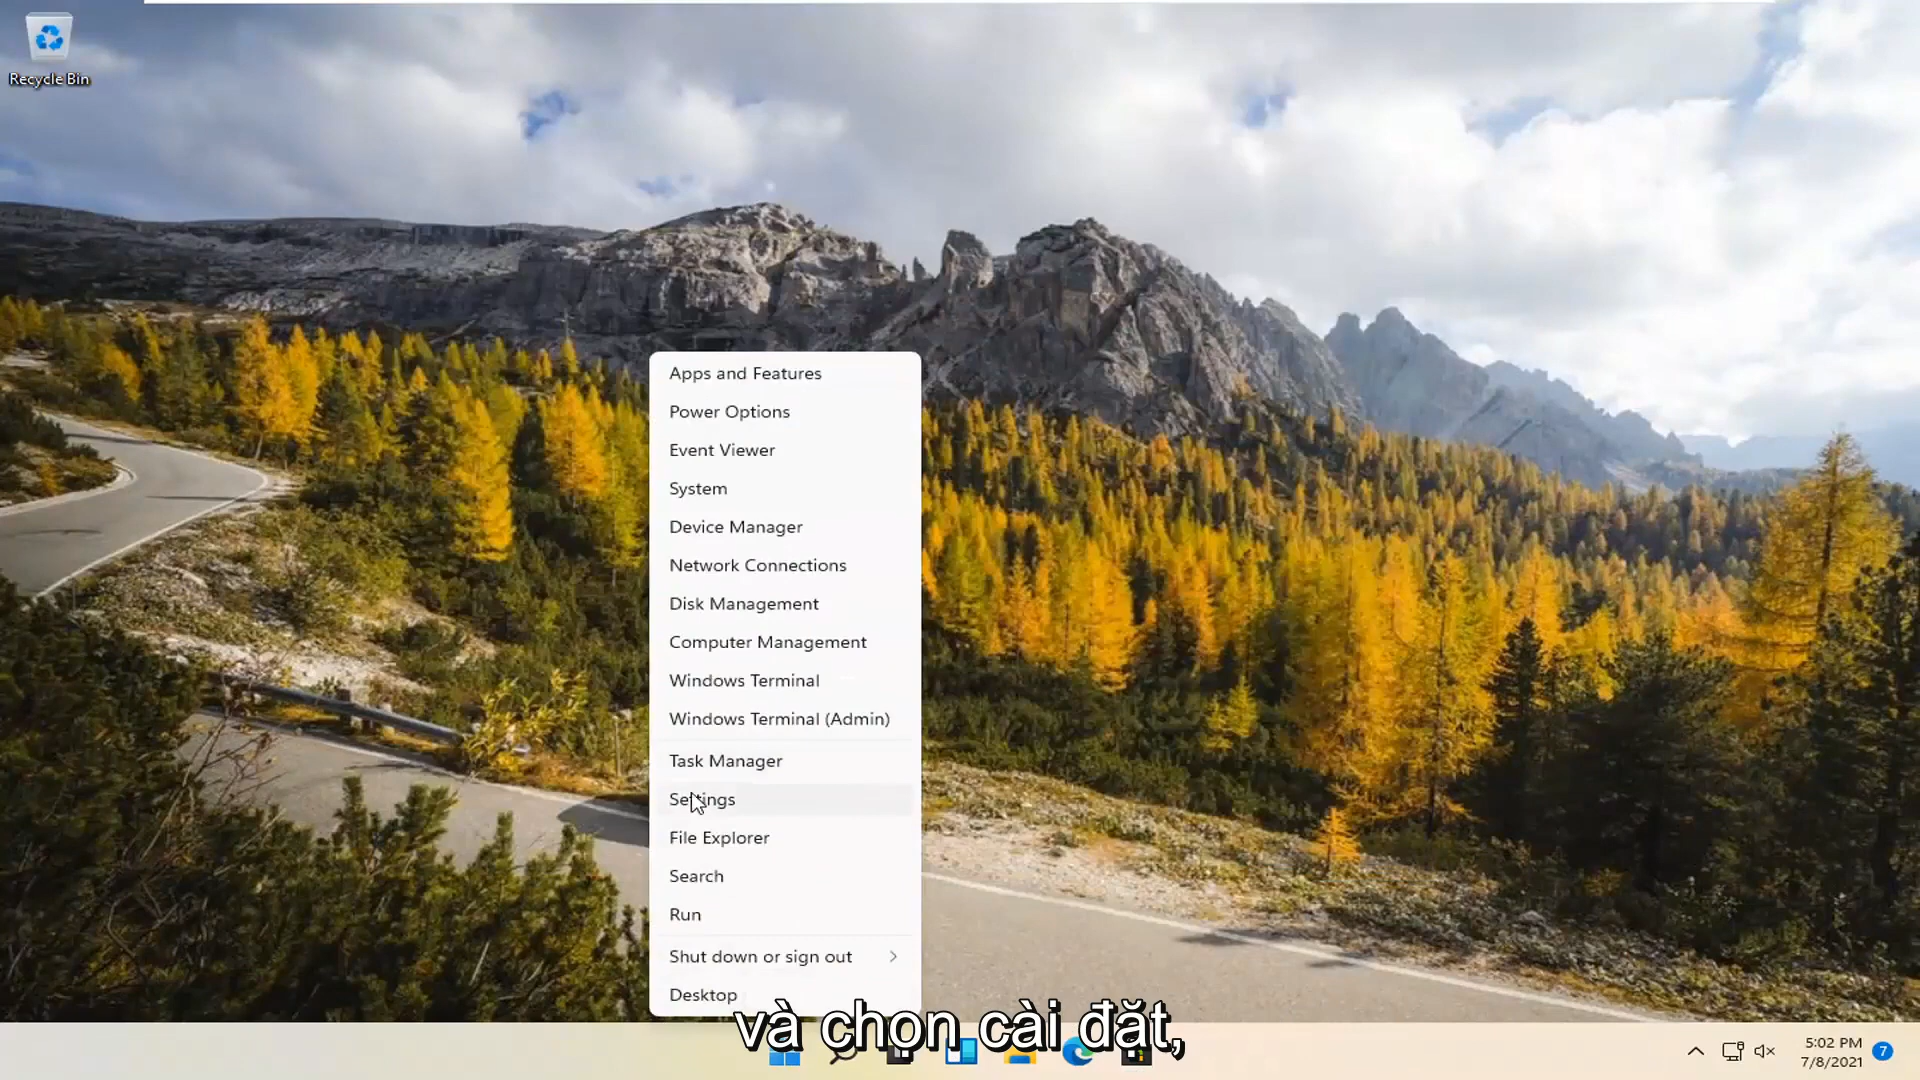 Recycle Bin
Apps and Features
Power Options
Event Viewer
System
Device Manager
Network Connections
Disk Management
Computer Management
Windows Terminal
Windows Terminal (Admin)
Task Manager
Settings
File Explorer
Search
Run
Shut down or sign out
Desktop
và chọn cài đặt,
5:02 PM
7/8/2021
7